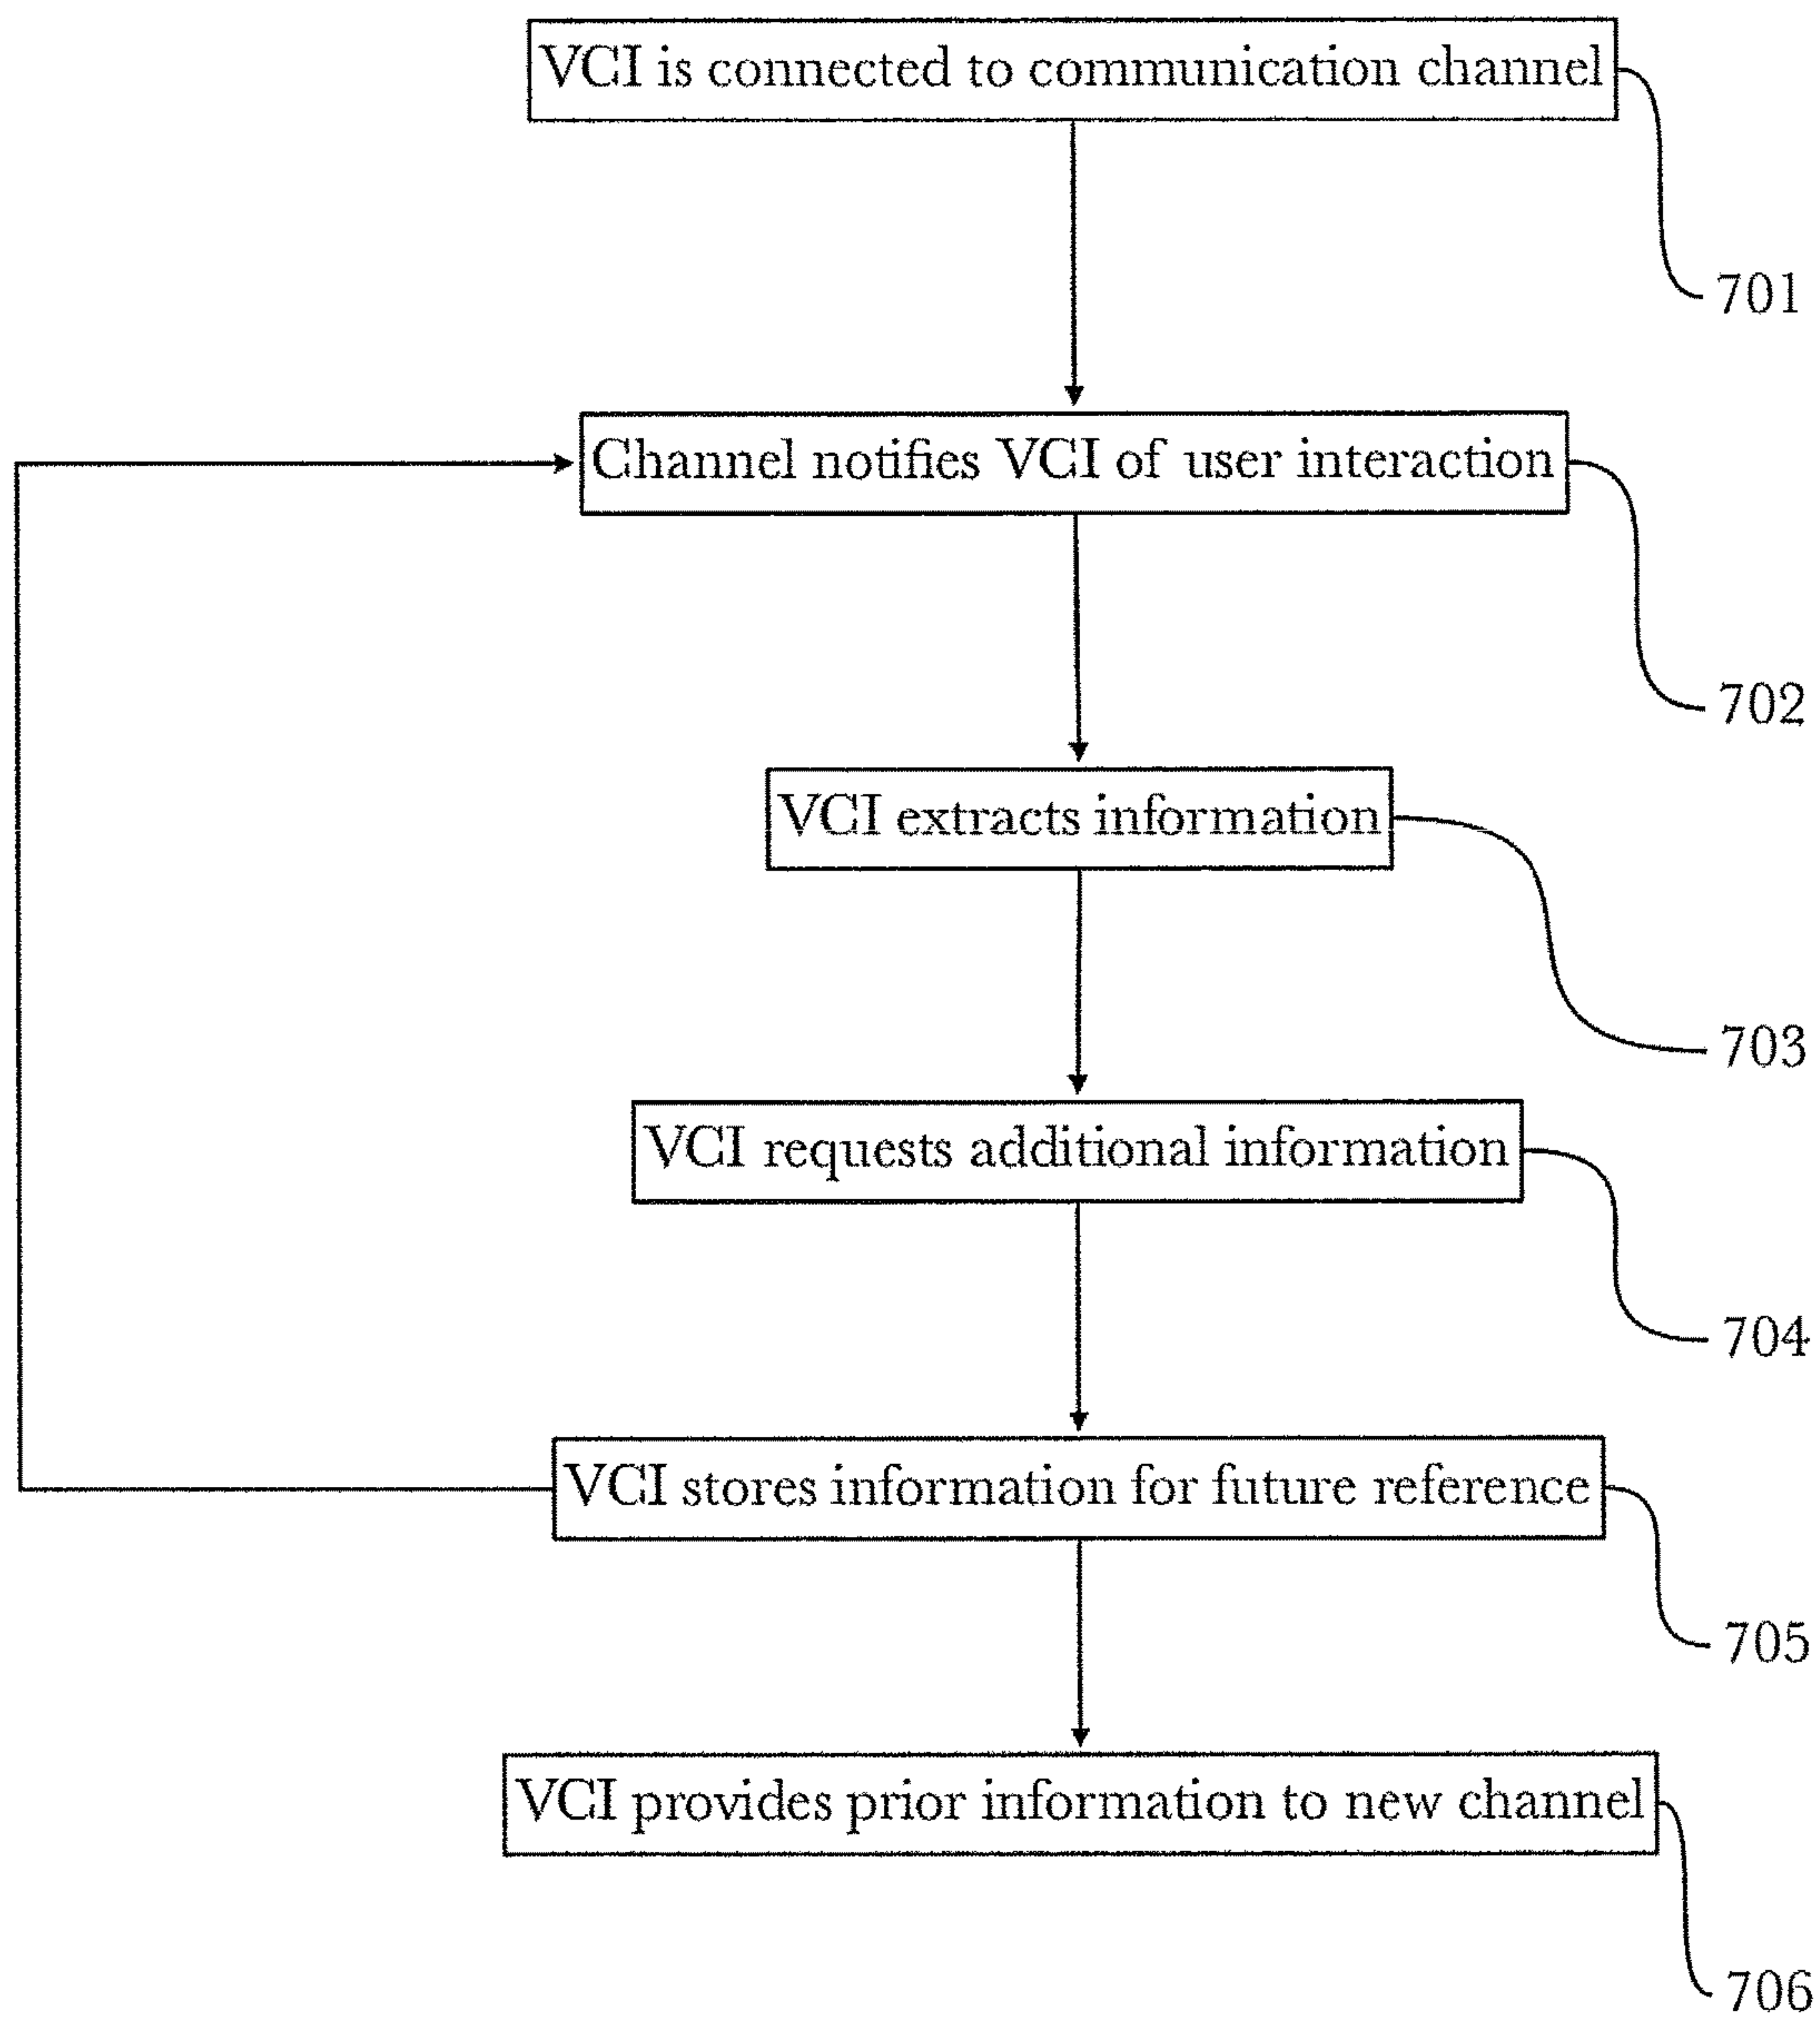 VCI is connected to communication channel
701
Channel notifies VCI of user interaction
702
VCI extracts information
703
VCI requests additional information
704
VCI stores information for future reference
705
VCI provides prior information to new channel
706